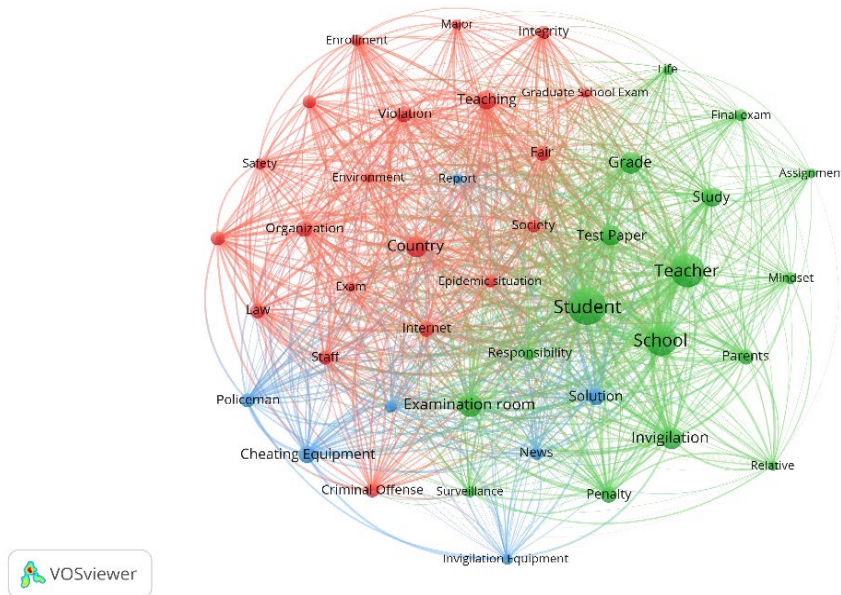 Major
Integrity
Enrollment
Life
Graduate School Exam
Teaching
Violation
Final exam
Fair
Grade
Safety
Environment
Report
Assignment
Study
Organization
Society
Test Paper
Country
Teacher
Exam
Epidemic situation
Mindset
Law
Student
Internet
School
Staff
Responsibility
Parents
Policeman
Examination room
Solution
Invigilation
Cheating Equipment
News
Relative
Criminal Offense
Surveillance
Penalty
Invigilation Equipment
VOSviewer